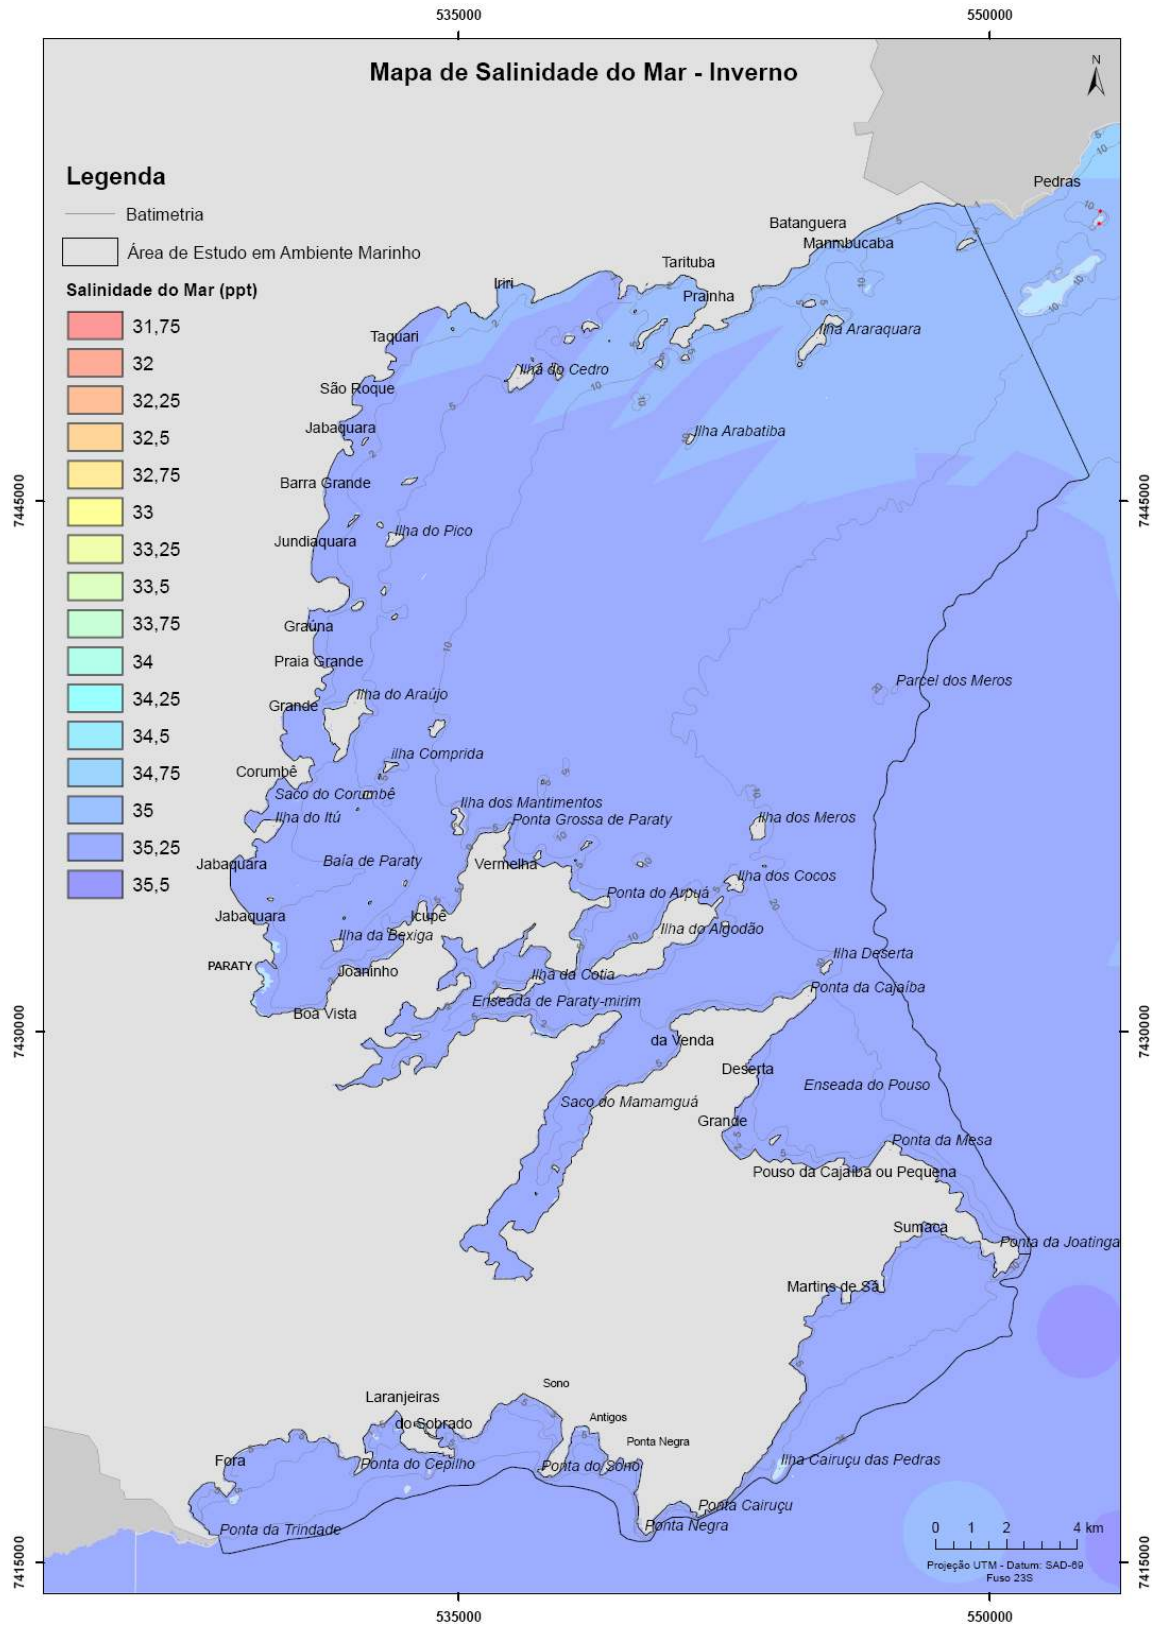 535000
550000
Mapa de Salinidade do Mar - Inverno
N
Legenda
Batimetria
Área de Estudo em Ambiente Marinho
Salinidade do Mar (ppt)
31,75
32
32,25
32,5
32,75
33
33,25
33,5
33,75
34
34,25
34,5
34,75
35
35,25
35,5
Pedras
Batanguera
Manmbucaba
Tarituba
Prainha
Iriri
Taquari
Ilha Araraquara
Ilha do Cedro
São Roque
Jabaquara
Ilha Arabatiba
Barra Grande
Ilha do Pico
Jundiaquara
Graúna
Praia Grande
Parcel dos Meros
Ilha do Araújo
Grande
ilha Comprida
Corumbê
Saco do Corumbê
Ilha dos Mantimentos
Ilha do Itú
Ponta Grossa de Paraty
Ilha dos Meros
Jabaquara
Baía de Paraty
Vermelha
Ilha dos Cocos
Ponta do Arpuá
Jabaquara
Icupê
Ilha da Bexiga
Ilha do Algodão
Ilha Deserta
PARATY
Joaninho
Ilha da Cotia
Ponta da Cajaíba
Enseada de Paraty-mirim
Boa Vista
da Venda
Deserta
Enseada do Pouso
Saco do Mamamguá
Grande
Ponta da Mesa
Pouso da Cajaíba ou Pequena
Sumaca
Ponta da Joatinga
Martins de Sá
Sono
Laranjeiras
do Sobrado
Antigos
Ponta Negra
Fora
Ponta do Cepilho
Ponta do Sono
Ilha Cairuçu das Pedras
Ponta Cairuçu
Ponta da Trindade
Ponta Negra
0 1 2 4 km
Projeção UTM - Datum: SAD-69
Fuso 23S
7445000
7445000
7430000
7430000
7415000
7415000
535000
550000